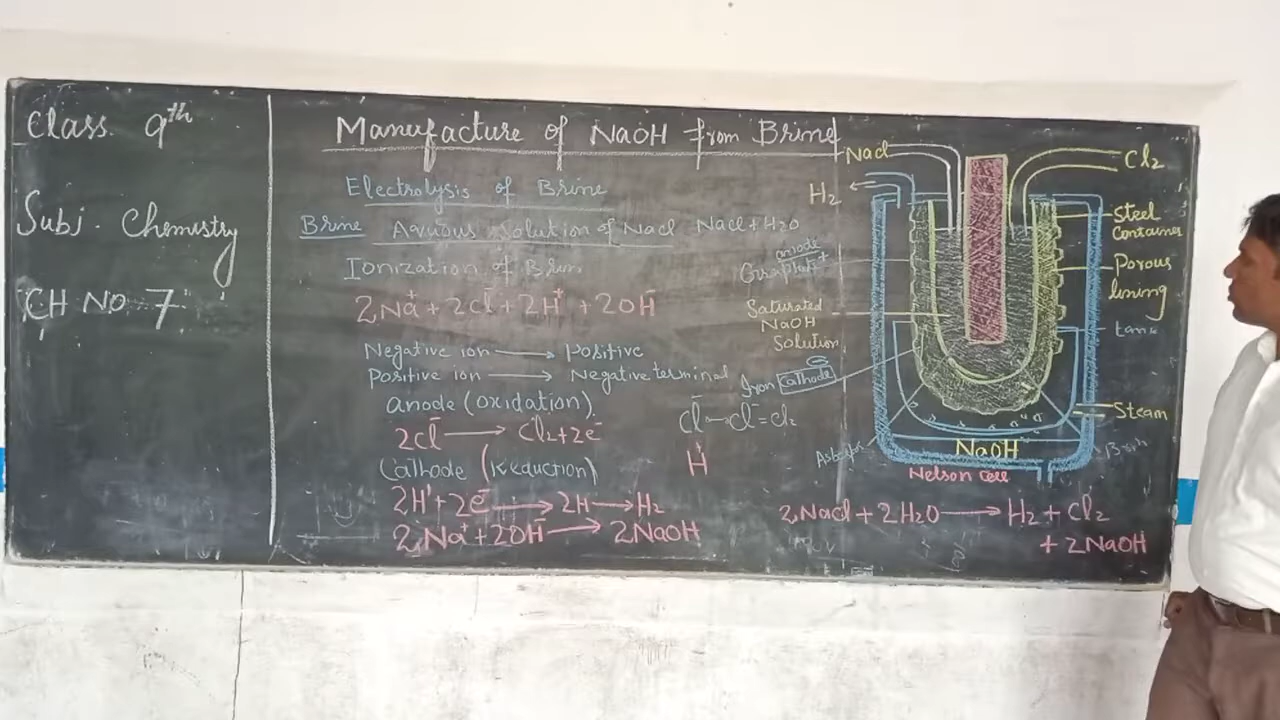 Class 9th
Subj. Chemistry
CH NO. 7
Manufacture of NaOH from Brine
Electrolysis of Brine
Brine Aquous solution of Nacl Nacl + H2O
Ionization of Brine
2Na+ + 2Cl- + 2H+ + 2OH-
Negative ion → Positive
Positive ion → Negative terminal
Anode (Oxidation)
2Cl- → Cl2 + 2e-
Cathode (Reduction)
2H+ + 2e- → 2H → H2
2Na+ + 2OH- → 2NaOH
Cl- - Cl- = Cl2
H+
Nacl
H2
Cl2
Steel Container
Porous lining
tank
Steam
anode
Graphite +
Saturated
NaOH
Solution
Iron Cathode
NaOH
Nelson cell
2Nacl + 2H2O → H2 + Cl2
+ 2NaOH